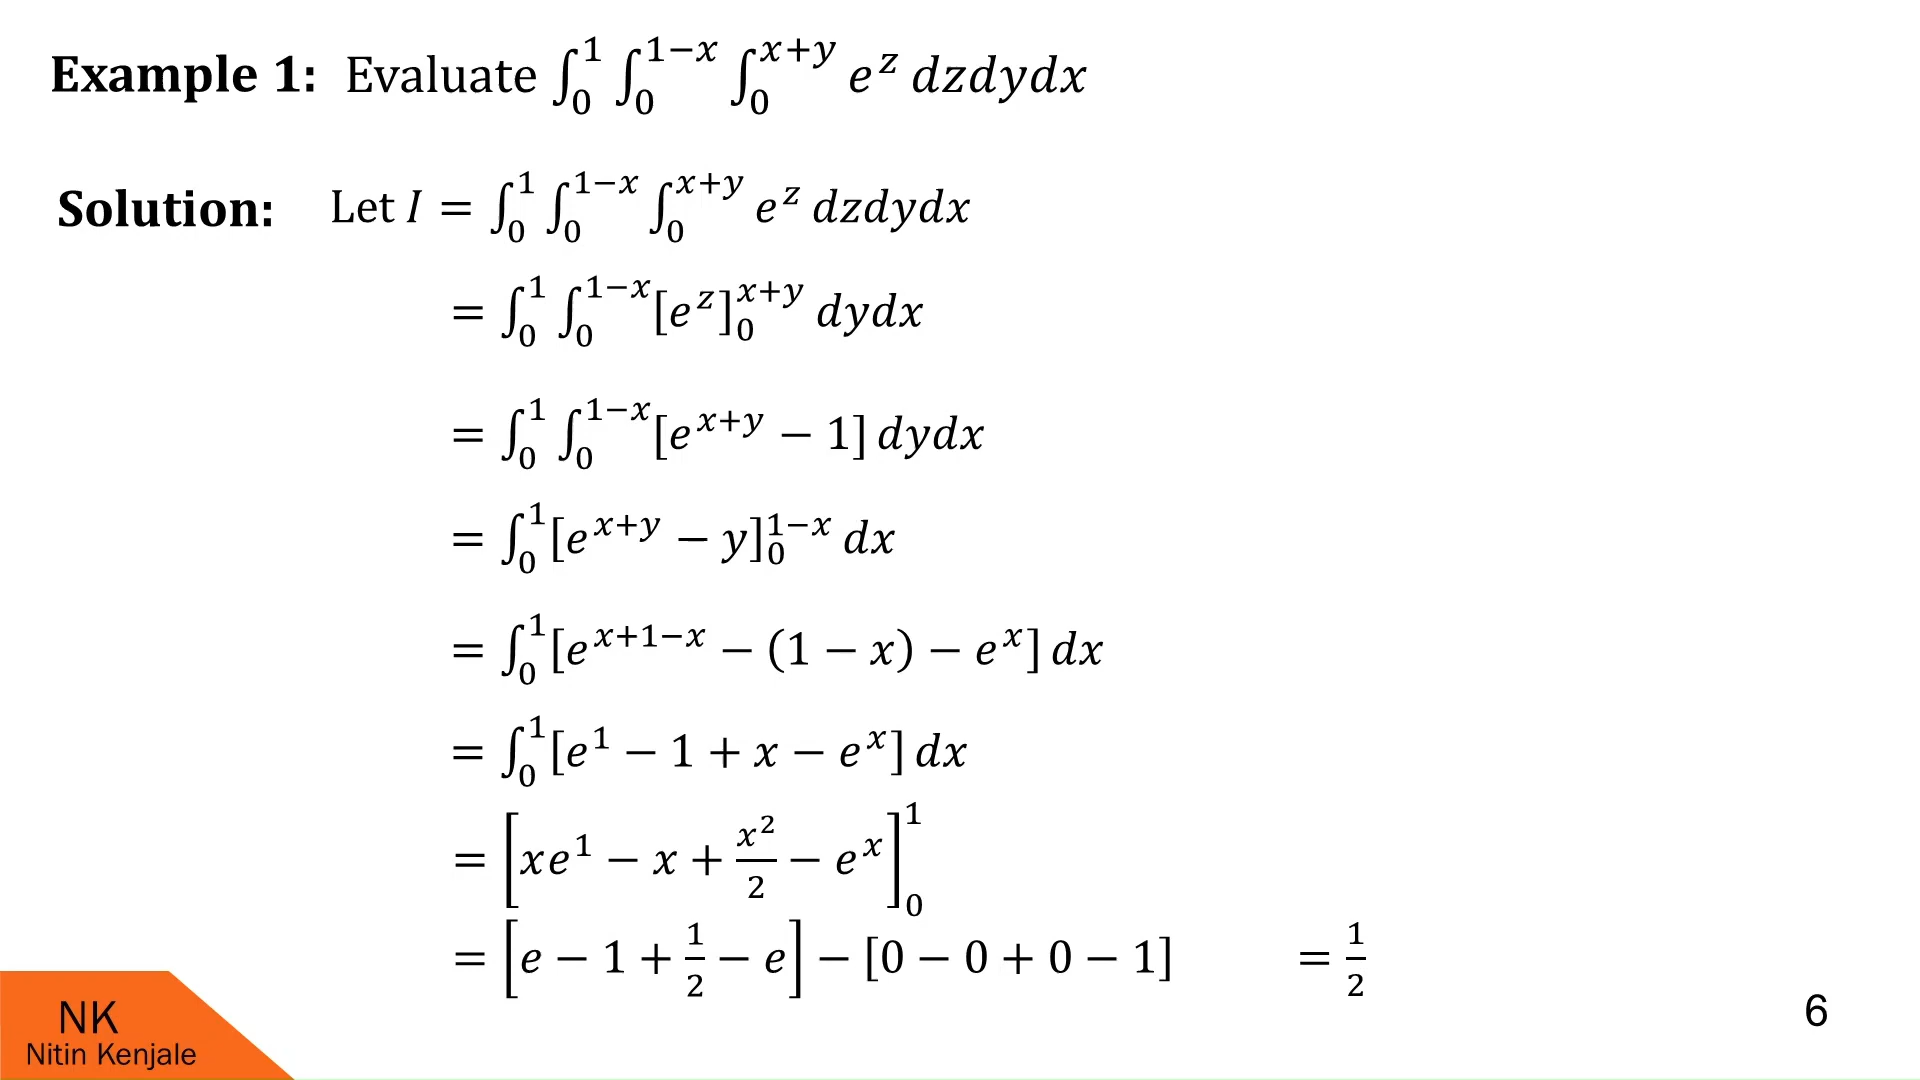 Example 1: Evaluate ∫₀¹ ∫₀^{1−x} ∫₀^{x+y} e^z dzdydx
Solution: Let I = ∫₀¹ ∫₀^{1−x} ∫₀^{x+y} e^z dzdydx
= ∫₀¹ ∫₀^{1−x} [e^z]₀^{x+y} dydx
= ∫₀¹ ∫₀^{1−x} [e^{x+y} − 1] dydx
= ∫₀¹ [e^{x+y} − y]₀^{1−x} dx
= ∫₀¹ [e^{x+1−x} − (1 − x) − e^x] dx
= ∫₀¹ [e¹ − 1 + x − e^x] dx
= [xe¹ − x + x²/2 − e^x]₀¹
= [e − 1 + 1/2 − e] − [0 − 0 + 0 − 1] = 1/2
NK
Nitin Kenjale
6